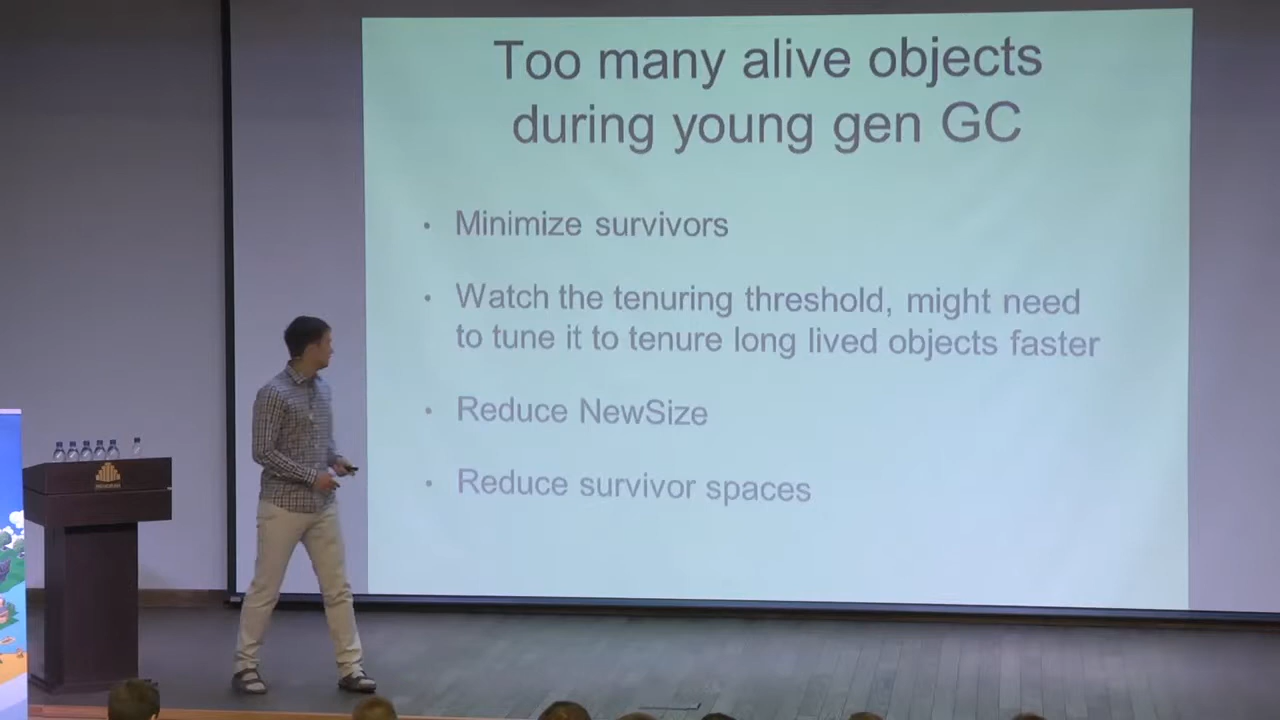 Too many alive objects
during young gen GC
• Minimize survivors
• Watch the tenuring threshold, might need
to tune it to tenure long lived objects faster
• Reduce NewSize
• Reduce survivor spaces